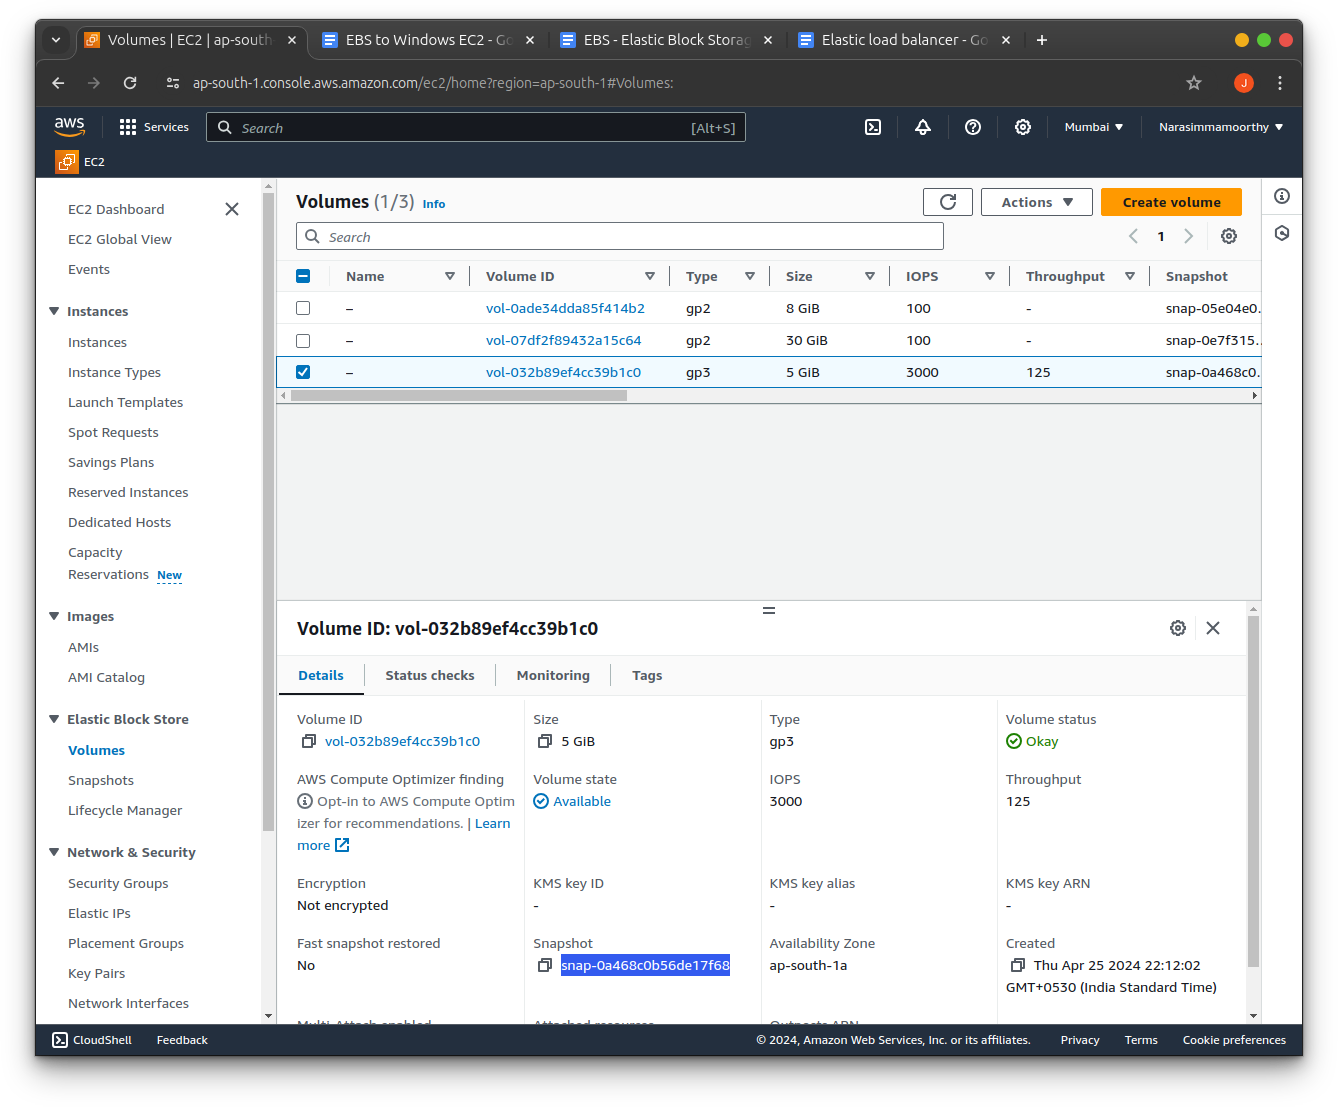 Volumes | EC2 | ap-south-
EBS to Windows EC2 - Go
EBS - Elastic Block Storag
Elastic load balancer - Go
ap-south-1.console.aws.amazon.com/ec2/home?region=ap-south-1#Volumes:
J
aws
Services
Search
[Alt+S]
Mumbai
Narasimmamoorthy
EC2
EC2 Dashboard
EC2 Global View
Events
Instances
Instances
Instance Types
Launch Templates
Spot Requests
Savings Plans
Reserved Instances
Dedicated Hosts
Capacity
Reservations New
Images
AMIs
AMI Catalog
Elastic Block Store
Volumes
Snapshots
Lifecycle Manager
Network & Security
Security Groups
Elastic IPs
Placement Groups
Key Pairs
Network Interfaces
Volumes (1/3) Info
Actions
Create volume
Search
1
Name Volume ID Type Size IOPS Throughput Snapshot
– vol-0ade34dda85f414b2 gp2 8 GiB 100 - snap-05e04e0.
– vol-07df2f89432a15c64 gp2 30 GiB 100 - snap-0e7f315..
– vol-032b89ef4cc39b1c0 gp3 5 GiB 3000 125 snap-0a468c0.
Volume ID: vol-032b89ef4cc39b1c0
Details
Status checks
Monitoring
Tags
Volume ID
vol-032b89ef4cc39b1c0
Size
5 GiB
Type
gp3
Volume status
Okay
AWS Compute Optimizer finding
Opt-in to AWS Compute Optim
izer for recommendations. | Learn
more
Volume state
Available
IOPS
3000
Throughput
125
Encryption
Not encrypted
KMS key ID
-
KMS key alias
-
KMS key ARN
-
Fast snapshot restored
No
Snapshot
snap-0a468c0b56de17f68
Availability Zone
ap-south-1a
Created
Thu Apr 25 2024 22:12:02
GMT+0530 (India Standard Time)
Multi-Attach enabled
Attached resources
Outposts ARN
CloudShell
Feedback
© 2024, Amazon Web Services, Inc. or its affiliates.
Privacy
Terms
Cookie preferences